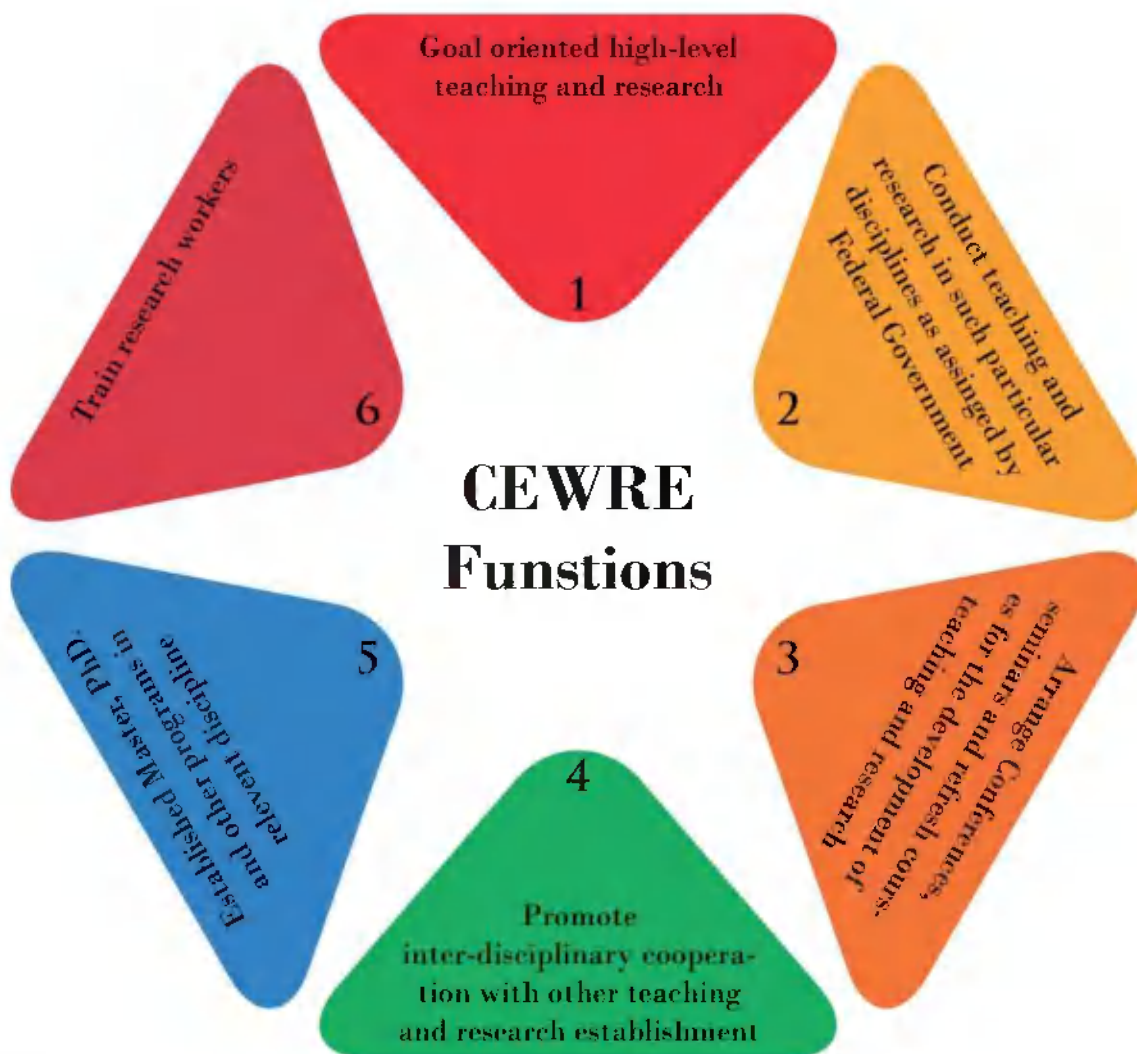 Goal oriented high-level
teaching and research
1
Conduct teaching and
research in such particular
disciplines as assinged by
Federal Government
2
Arrange Conferences,
seminars and refresh cours-
es for the development of
teaching and research
3
4
Promote
inter-disciplinary coopera-
tion with other teaching
and research establishment
Established Master, PhD.
and other programs in
relevent discipline
5
Train research workers
6
CEWRE
Funstions